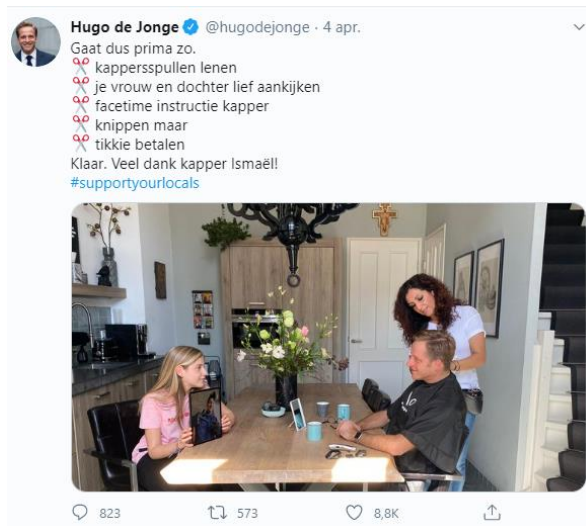 Hugo de Jonge @hugodejonge · 4 apr.
Gaat dus prima zo.
✂ kappersspullen lenen
✂ je vrouw en dochter lief aankijken
✂ facetime instructie kapper
✂ knippen maar
✂ tikkie betalen
Klaar. Veel dank kapper Ismaël!
#supportyourlocals
823 573 8,8K